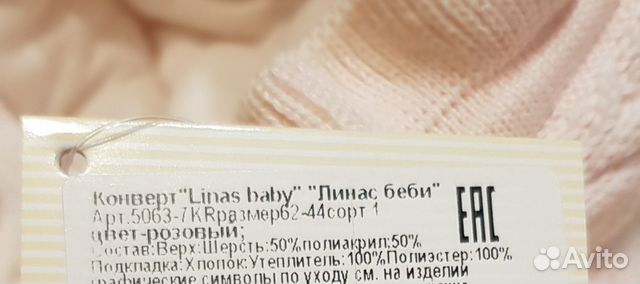 Конверт"Linas baby" "Линас беби"
Арт.5063-7KRразмер62-44сорт 1
цвет-розовый;
Состав:Верх:Шерсть:50%полиакрил:50%
Подкладка:Хлопок:Утеплитель:100%Полиэстер:100%
графические символы по уходу см. на изделии
EAC
Avito